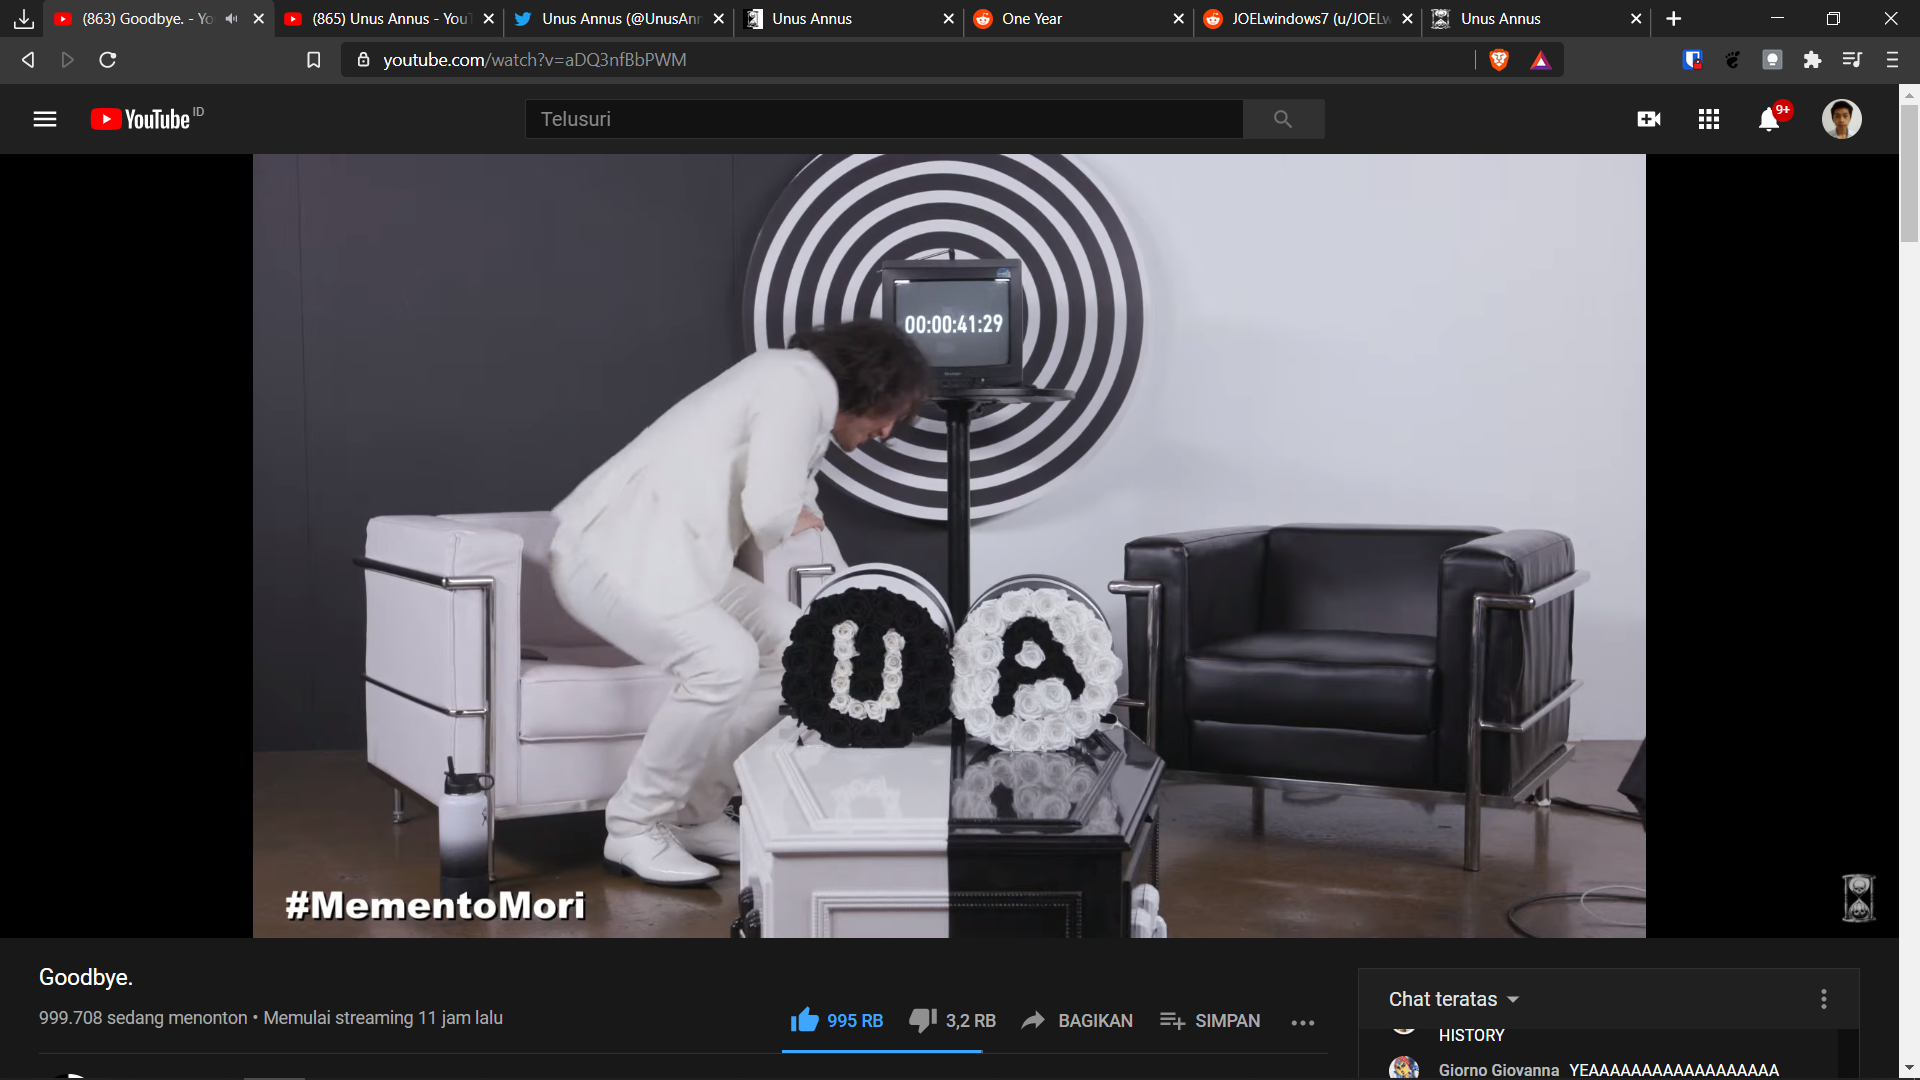 (863) Goodbye. - Yo
(865) Unus Annus - You
Unus Annus (@UnusAnn
Unus Annus
One Year
JOELwindows7 (u/JOELw
Unus Annus
youtube.com/watch?v=aDQ3nfBbPWM
YouTube ID
Telusuri
9+
00:00:41:29
U A
#MementoMori
Goodbye.
999.708 sedang menonton • Memulai streaming 11 jam lalu
995 RB
3,2 RB
BAGIKAN
SIMPAN
Chat teratas
HISTORY
Giorno Giovanna YEAAAAAAAAAAAAAAAAAA